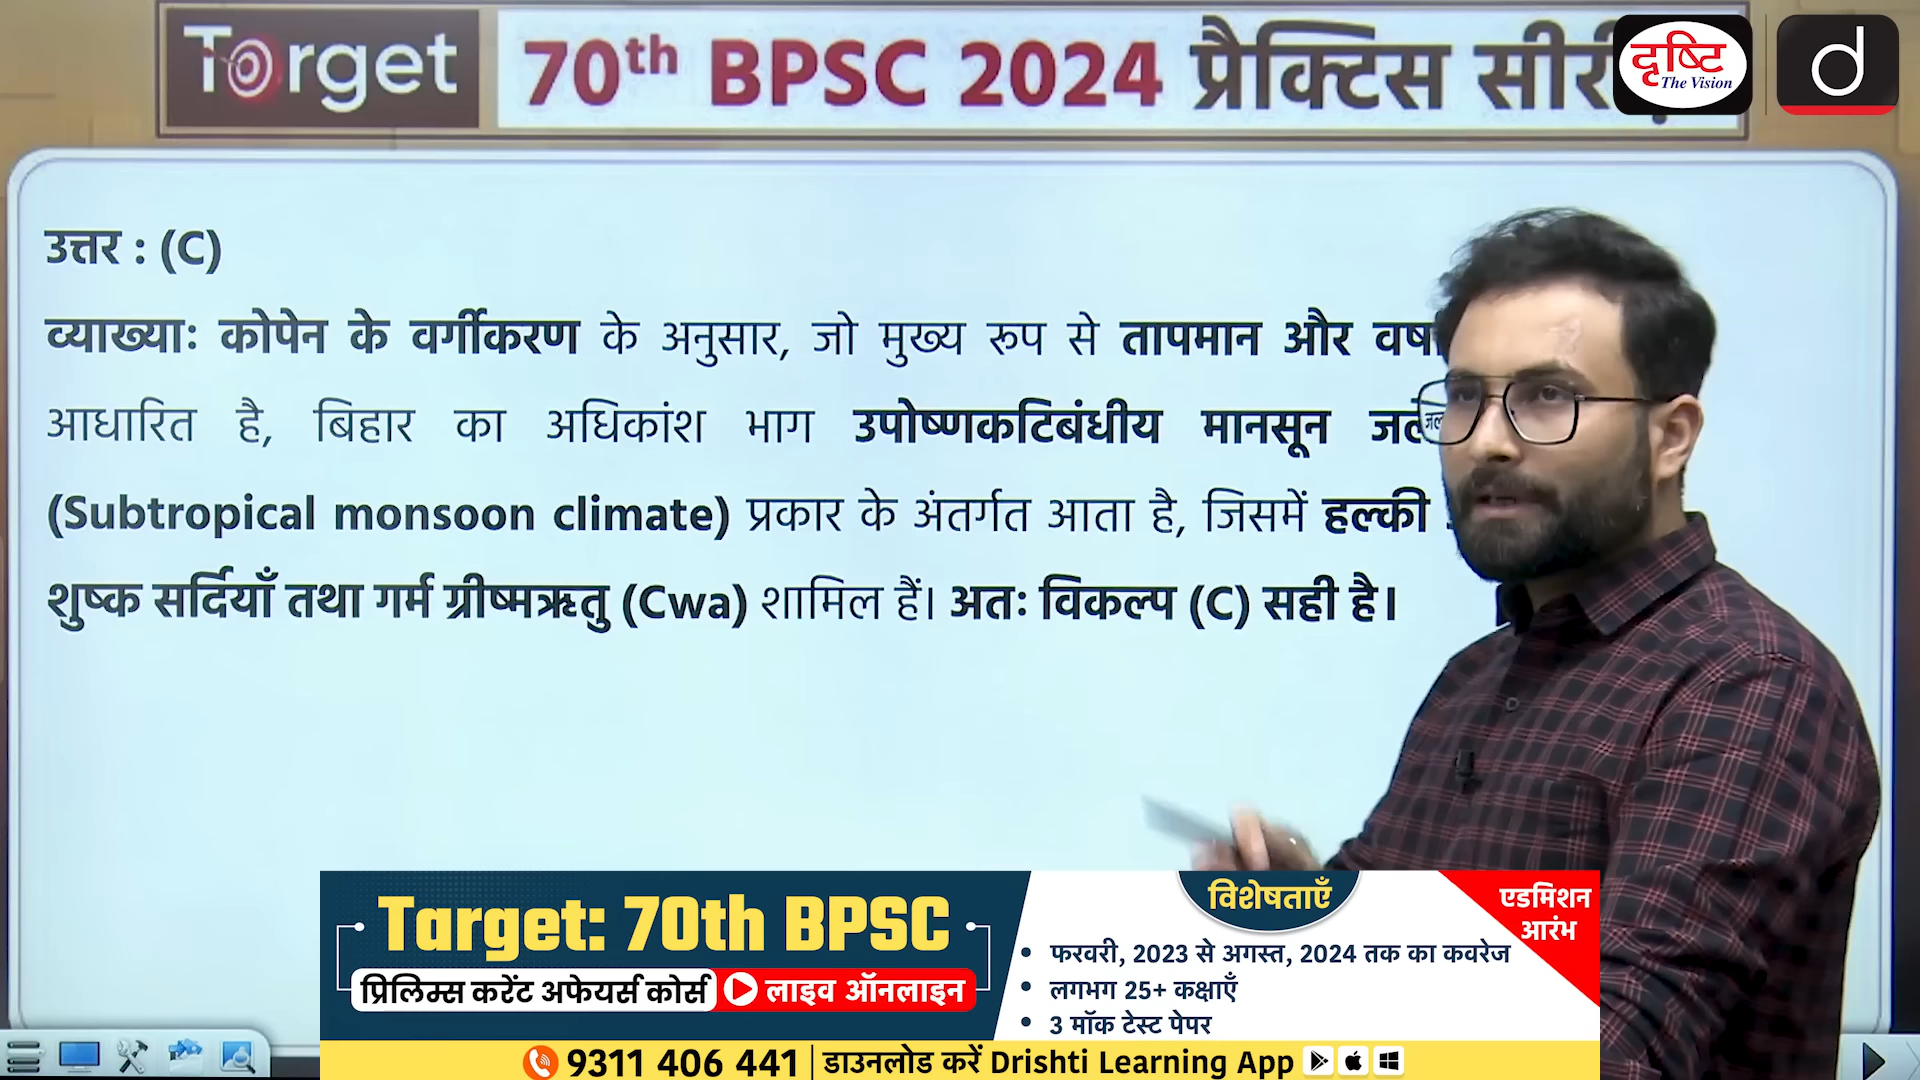 Target
70th BPSC 2024 प्रैक्टिस
दृष्टि
The Vision
d
उत्तर : (C)
व्याख्याः कोपेन के वर्गीकरण के अनुसार, जो मुख्य रूप से तापमान और
आधारित है, बिहार का अधिकांश भाग उपोष्णकटिबंधीय मानसून
(Subtropical monsoon climate) प्रकार के अंतर्गत आता है, जिसमें हल्की
शुष्क सर्दियाँ तथा गर्म ग्रीष्मऋतु (Cwa) शामिल हैं। अतः विकल्प (C) सही है।
Target: 70th BPSC
प्रिलिम्स करेंट अफेयर्स कोर्स लाइव ऑनलाइन
विशेषताएँ
एडमिशन
आरंभ
• फरवरी, 2023 से अगस्त, 2024 तक का कवरेज
• लगभग 25+ कक्षाएँ
• 3 मॉक टेस्ट पेपर
9311 406 441 | डाउनलोड करें Drishti Learning App